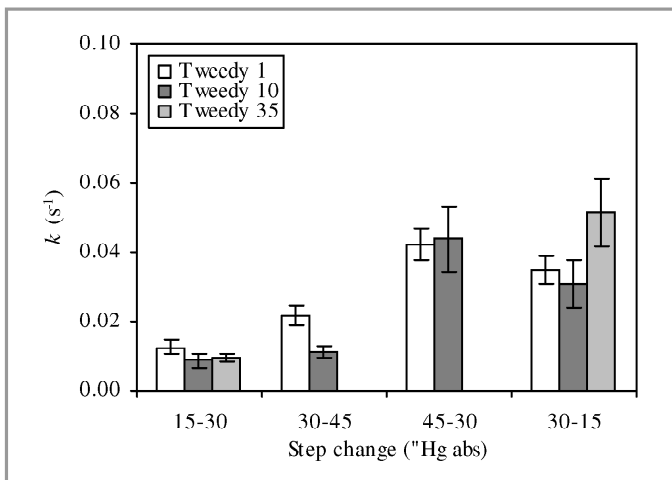 0.10
0.08
0.06
0.04
0.02
0.00
k (s⁻¹)
Tweedy 1
Tweedy 10
Tweedy 35
15-30 30-45 45-30 30-15
Step change ("Hg abs)